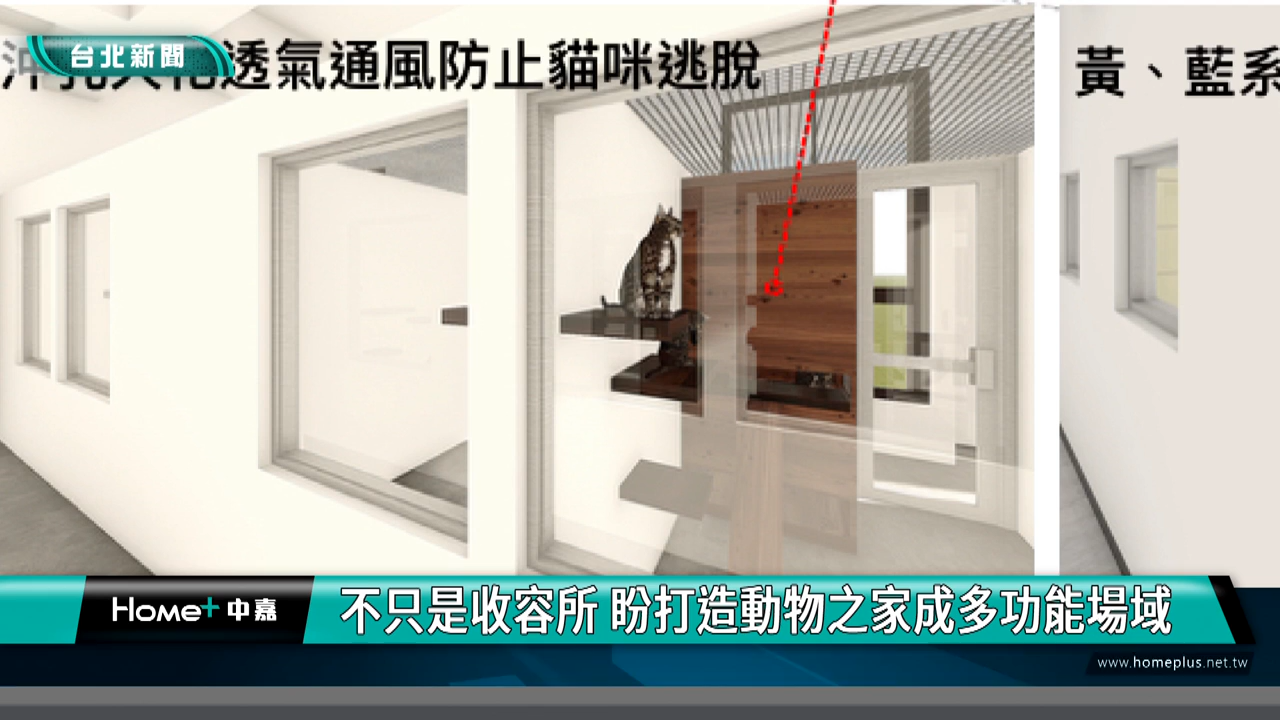 台北新聞
透氣通風防止貓咪逃脫
黃、藍系
Home+ 中嘉
不只是收容所 盼打造動物之家成多功能場域
www.homeplus.net.tw